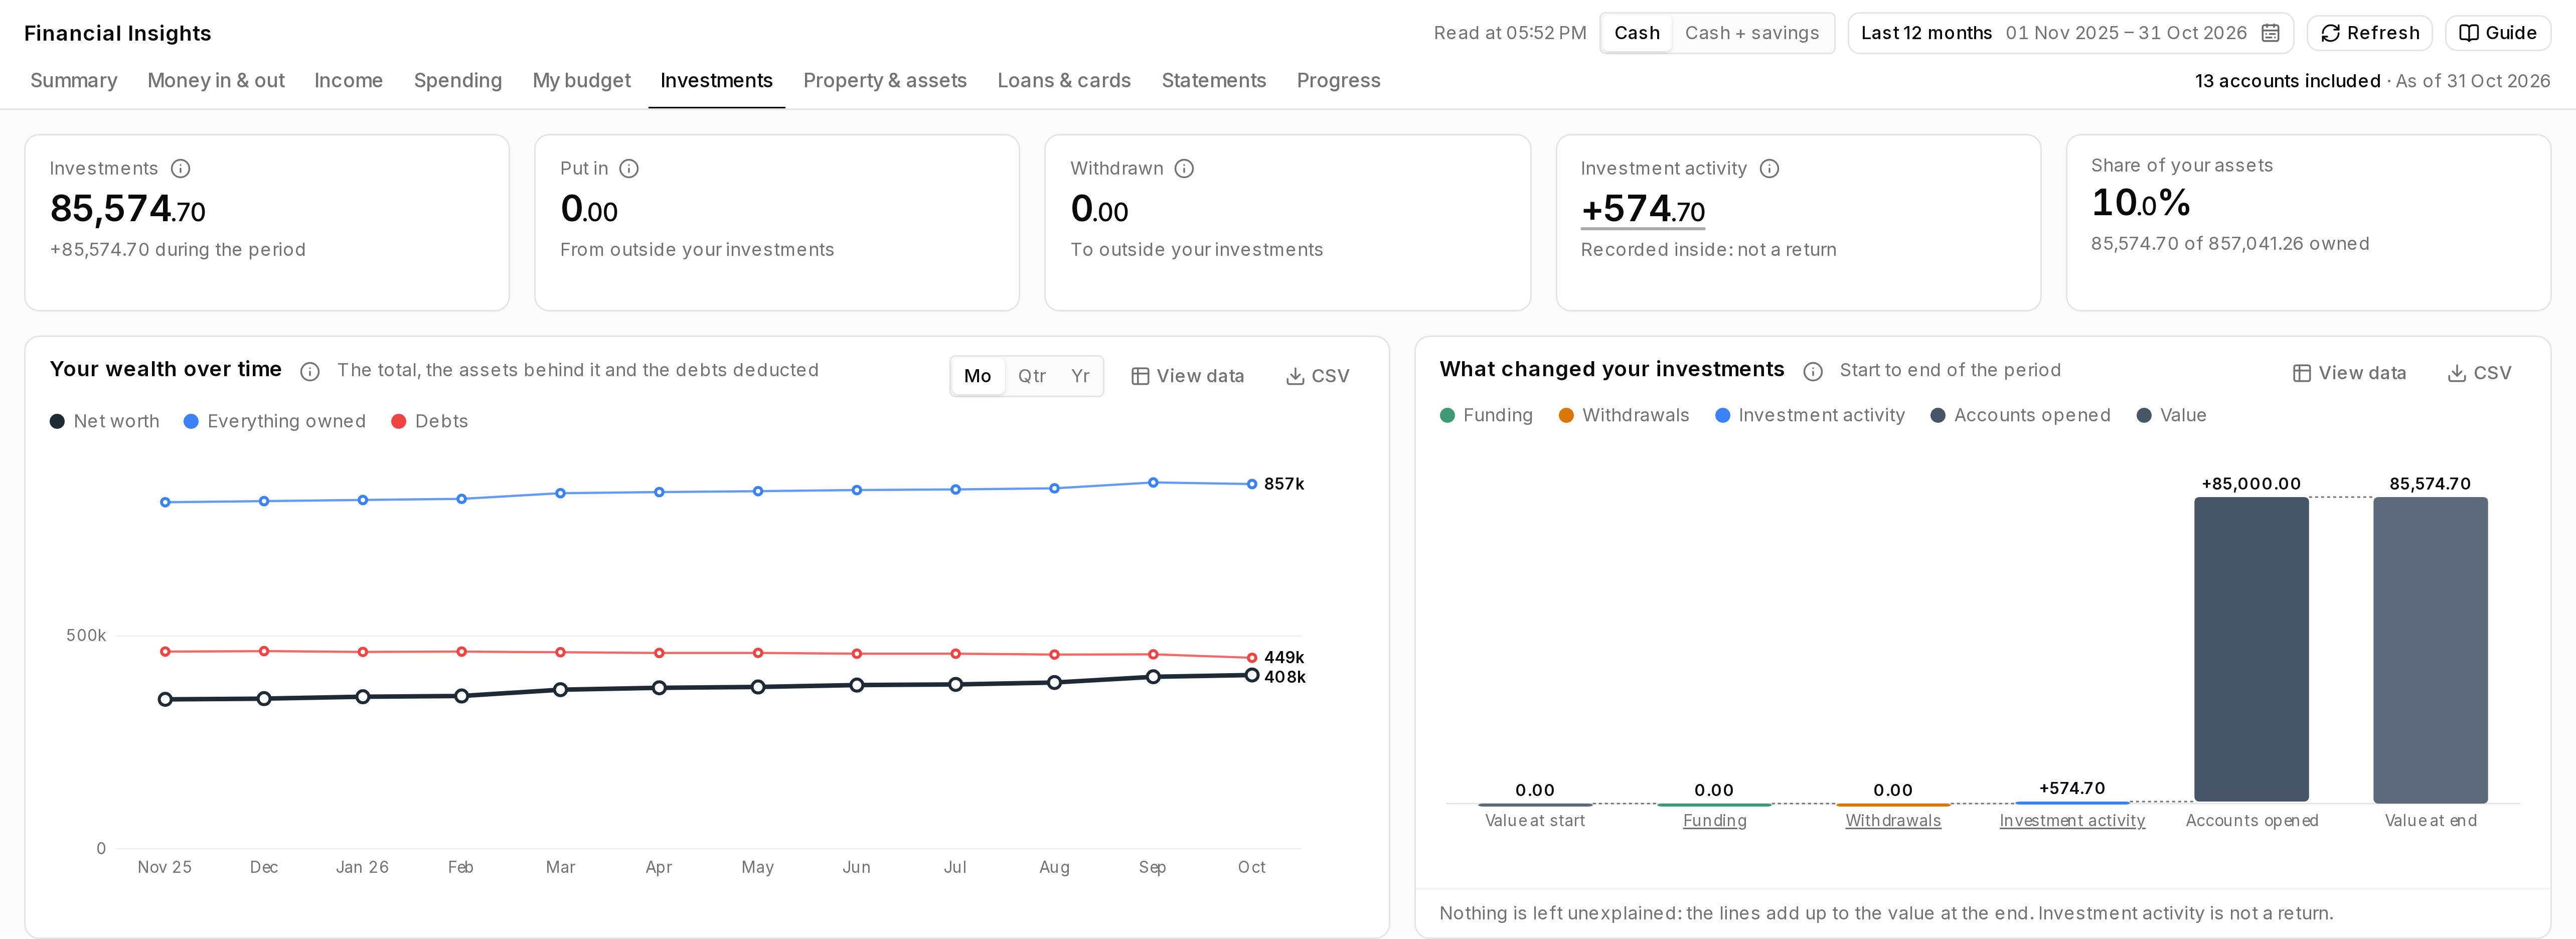 Financial Insights
Read at 05:52 PM
Cash
Cash + savings
Last 12 months 01 Nov 2025 – 31 Oct 2026
Refresh
Guide
Summary
Money in & out
Income
Spending
My budget
Investments
Property & assets
Loans & cards
Statements
Progress
13 accounts included · As of 31 Oct 2026
Investments
85,574.70
+85,574.70 during the period
Put in
0.00
From outside your investments
Withdrawn
0.00
To outside your investments
Investment activity
+574.70
Recorded inside: not a return
Share of your assets
10.0%
85,574.70 of 857,041.26 owned
Your wealth over time
The total, the assets behind it and the debts deducted
Mo
Qtr
Yr
View data
CSV
Net worth
Everything owned
Debts
857k
500k
449k
408k
0
Nov 25
Dec
Jan 26
Feb
Mar
Apr
May
Jun
Jul
Aug
Sep
Oct
What changed your investments
Start to end of the period
View data
CSV
Funding
Withdrawals
Investment activity
Accounts opened
Value
0.00
0.00
0.00
+574.70
+85,000.00
85,574.70
Value at start
Funding
Withdrawals
Investment activity
Accounts opened
Value at end
Nothing is left unexplained: the lines add up to the value at the end. Investment activity is not a return.